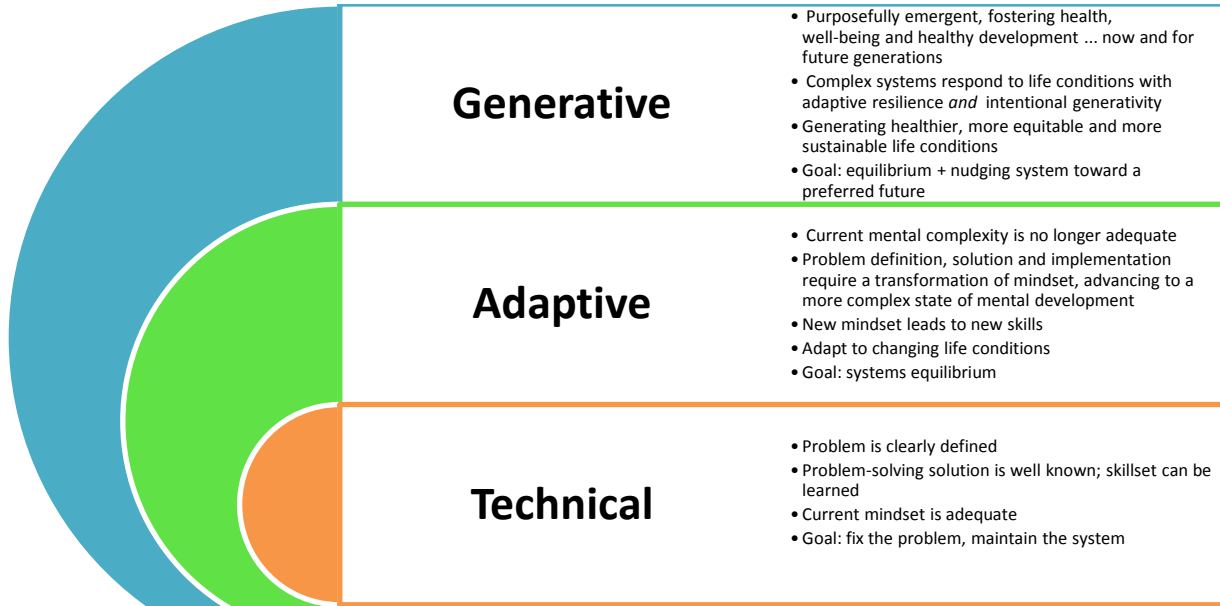 Generative
• Purposefully emergent, fostering health,
well-being and healthy development ... now and for
future generations
• Complex systems respond to life conditions with
adaptive resilience and intentional generativity
• Generating healthier, more equitable and more
sustainable life conditions
• Goal: equilibrium + nudging system toward a
preferred future
Adaptive
• Current mental complexity is no longer adequate
• Problem definition, solution and implementation
require a transformation of mindset, advancing to a
more complex state of mental development
• New mindset leads to new skills
• Adapt to changing life conditions
• Goal: systems equilibrium
Technical
• Problem is clearly defined
• Problem-solving solution is well known; skillset can be
learned
• Current mindset is adequate
• Goal: fix the problem, maintain the system